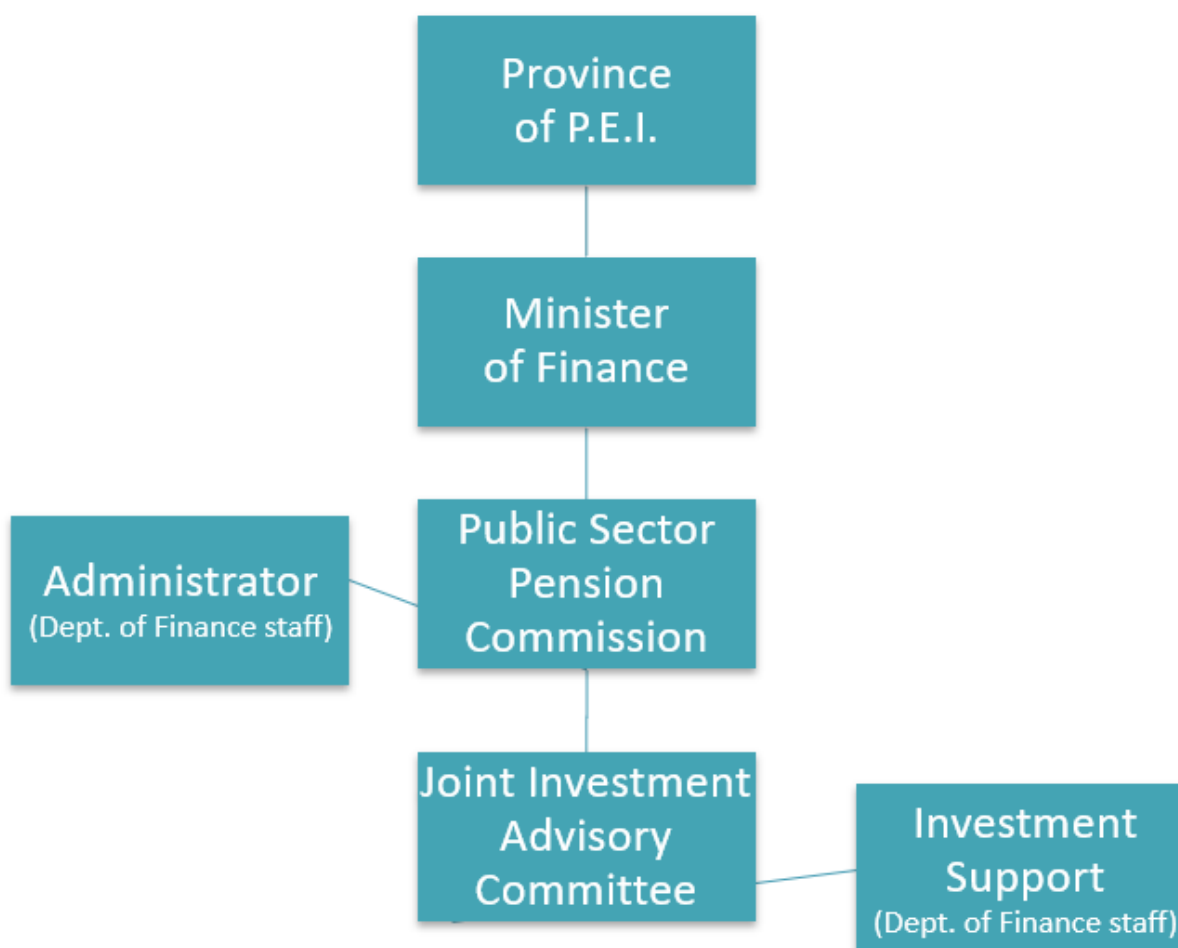 Province
of P.E.I.
Minister
of Finance
Public Sector
Pension
Commission
Administrator
(Dept. of Finance staff)
Joint Investment
Advisory
Committee
Investment
Support
(Dept. of Finance staff)